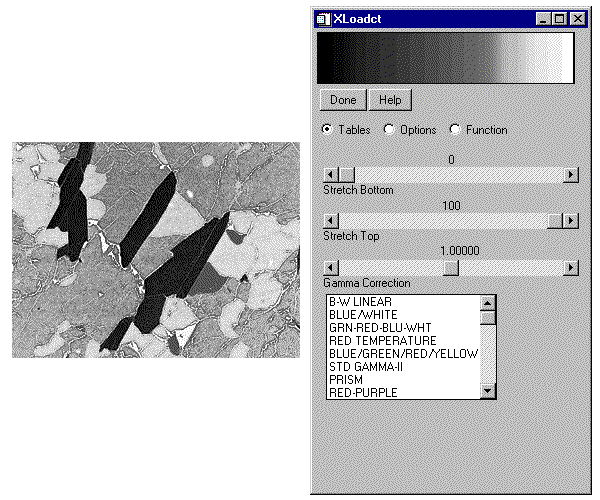 XLoadct
Done Help
Tables Options Function
0
Stretch Bottom
100
Stretch Top
1.00000
Gamma Correction
B-W LINEAR
BLUE/WHITE
GRN-RED-BLU-WHT
RED TEMPERATURE
BLUE/GREEN/RED/YELLOW
STD GAMMA-II
PRISM
RED-PURPLE